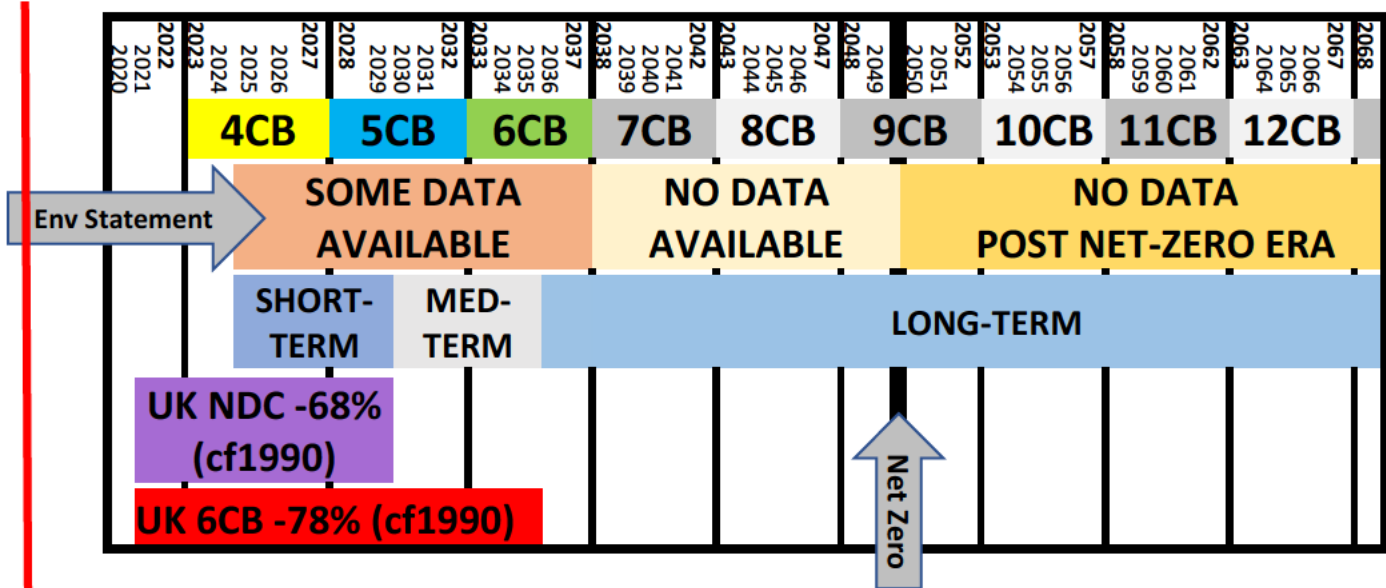 2020
2021
2022
2023
2024
2025
2026
2027
2028
2029
2030
2031
2032
2033
2034
2035
2036
2037
2038
2039
2040
2041
2042
2043
2044
2045
2046
2047
2048
2049
2050
2051
2052
2053
2054
2055
2056
2057
2058
2059
2060
2061
2062
2063
2064
2065
2066
2067
2068
4CB
5CB
6CB
7CB
8CB
9CB
10CB
11CB
12CB
Env Statement
SOME DATA
AVAILABLE
NO DATA
AVAILABLE
NO DATA
POST NET-ZERO ERA
SHORT-
TERM
MED-
TERM
LONG-TERM
UK NDC -68%
(cf1990)
UK 6CB -78% (cf1990)
Net Zero